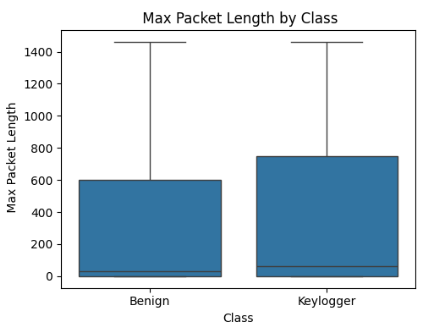 Max Packet Length by Class
Max Packet Length
1400
1200
1000
800
600
400
200
0
Benign
Keylogger
Class